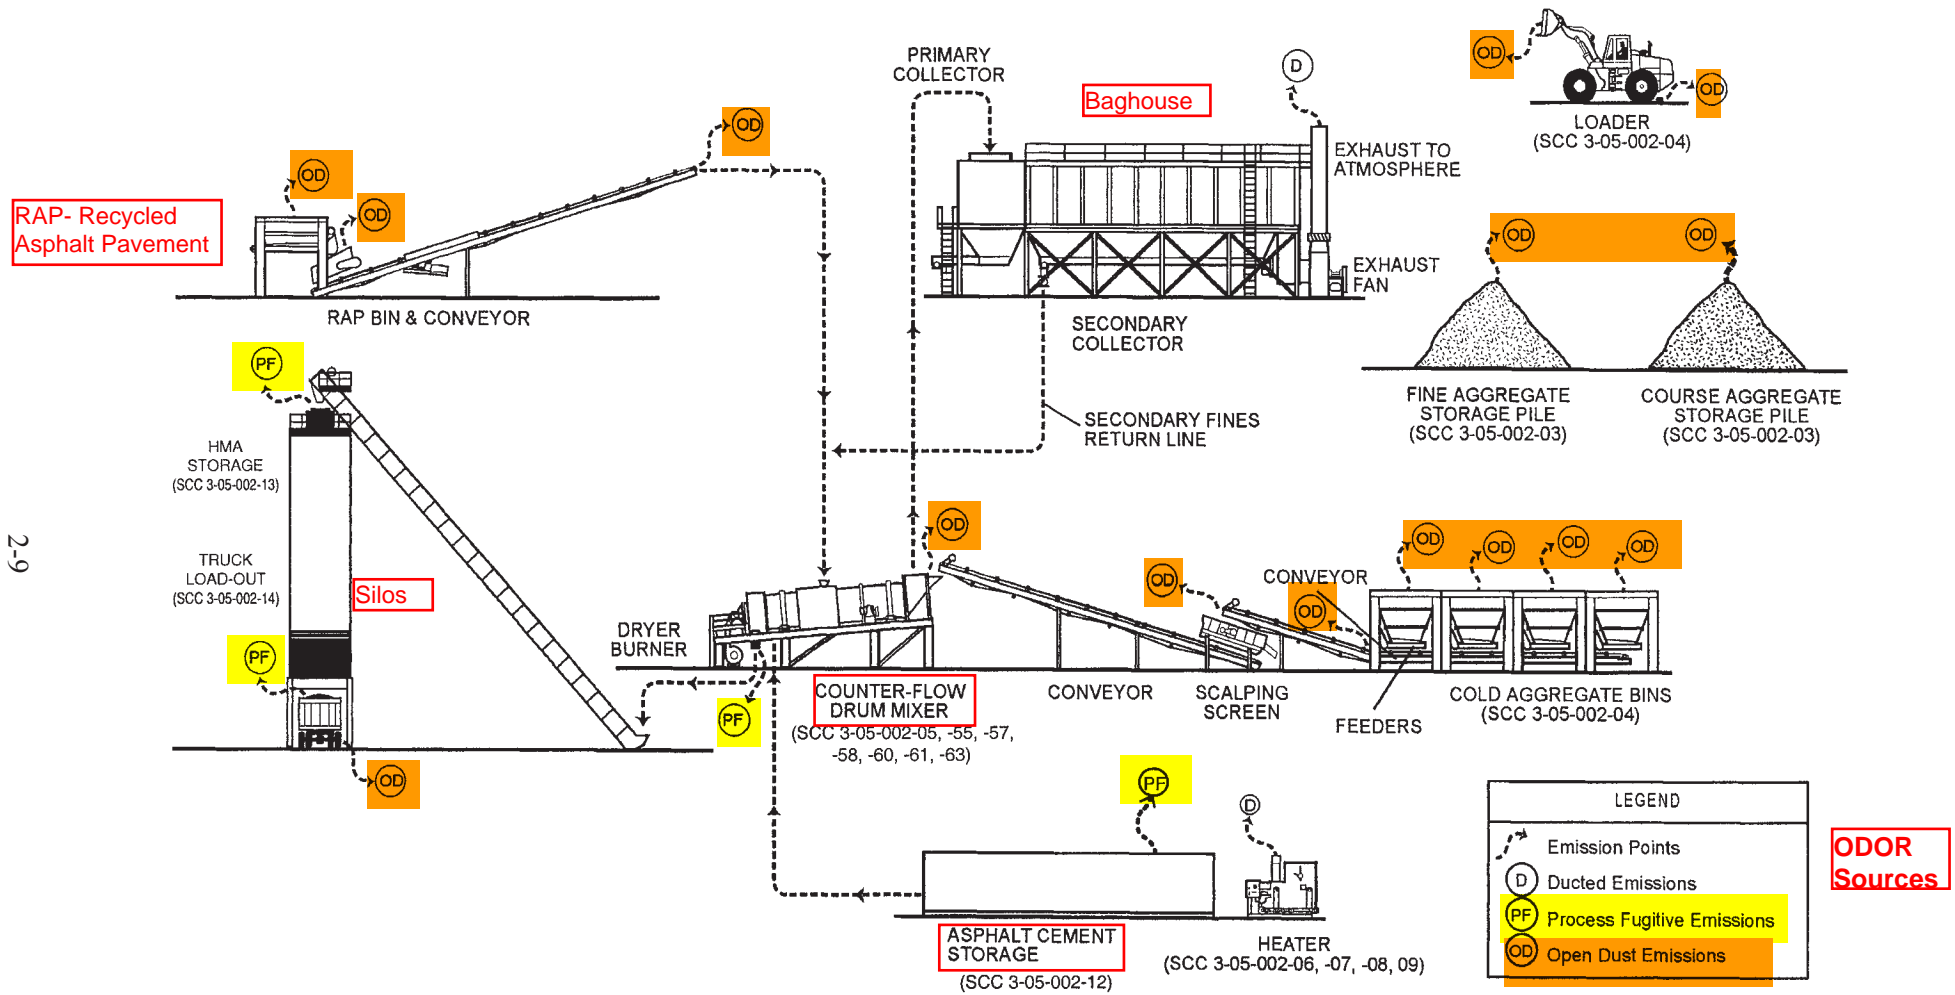 PRIMARY
COLLECTOR
Baghouse
D
EXHAUST TO
ATMOSPHERE
EXHAUST
FAN
SECONDARY
COLLECTOR
SECONDARY FINES
RETURN LINE
OD
OD
LOADER
(SCC 3-05-002-04)
OD
OD
OD
RAP- Recycled
Asphalt Pavement
RAP BIN & CONVEYOR
OD
OD
FINE AGGREGATE
STORAGE PILE
(SCC 3-05-002-03)
COURSE AGGREGATE
STORAGE PILE
(SCC 3-05-002-03)
PF
HMA
STORAGE
(SCC 3-05-002-13)
TRUCK
LOAD-OUT
(SCC 3-05-002-14)
Silos
PF
OD
2-9
OD
DRYER
BURNER
PF
COUNTER-FLOW
DRUM MIXER
(SCC 3-05-002-05, -55, -57,
-58, -60, -61, -63)
CONVEYOR
OD
SCALPING
SCREEN
CONVEYOR
OD
OD
OD
OD
OD
FEEDERS
COLD AGGREGATE BINS
(SCC 3-05-002-04)
PF
D
ASPHALT CEMENT
STORAGE
(SCC 3-05-002-12)
HEATER
(SCC 3-05-002-06, -07, -08, 09)
LEGEND
Emission Points
D Ducted Emissions
PF Process Fugitive Emissions
OD Open Dust Emissions
ODOR
Sources